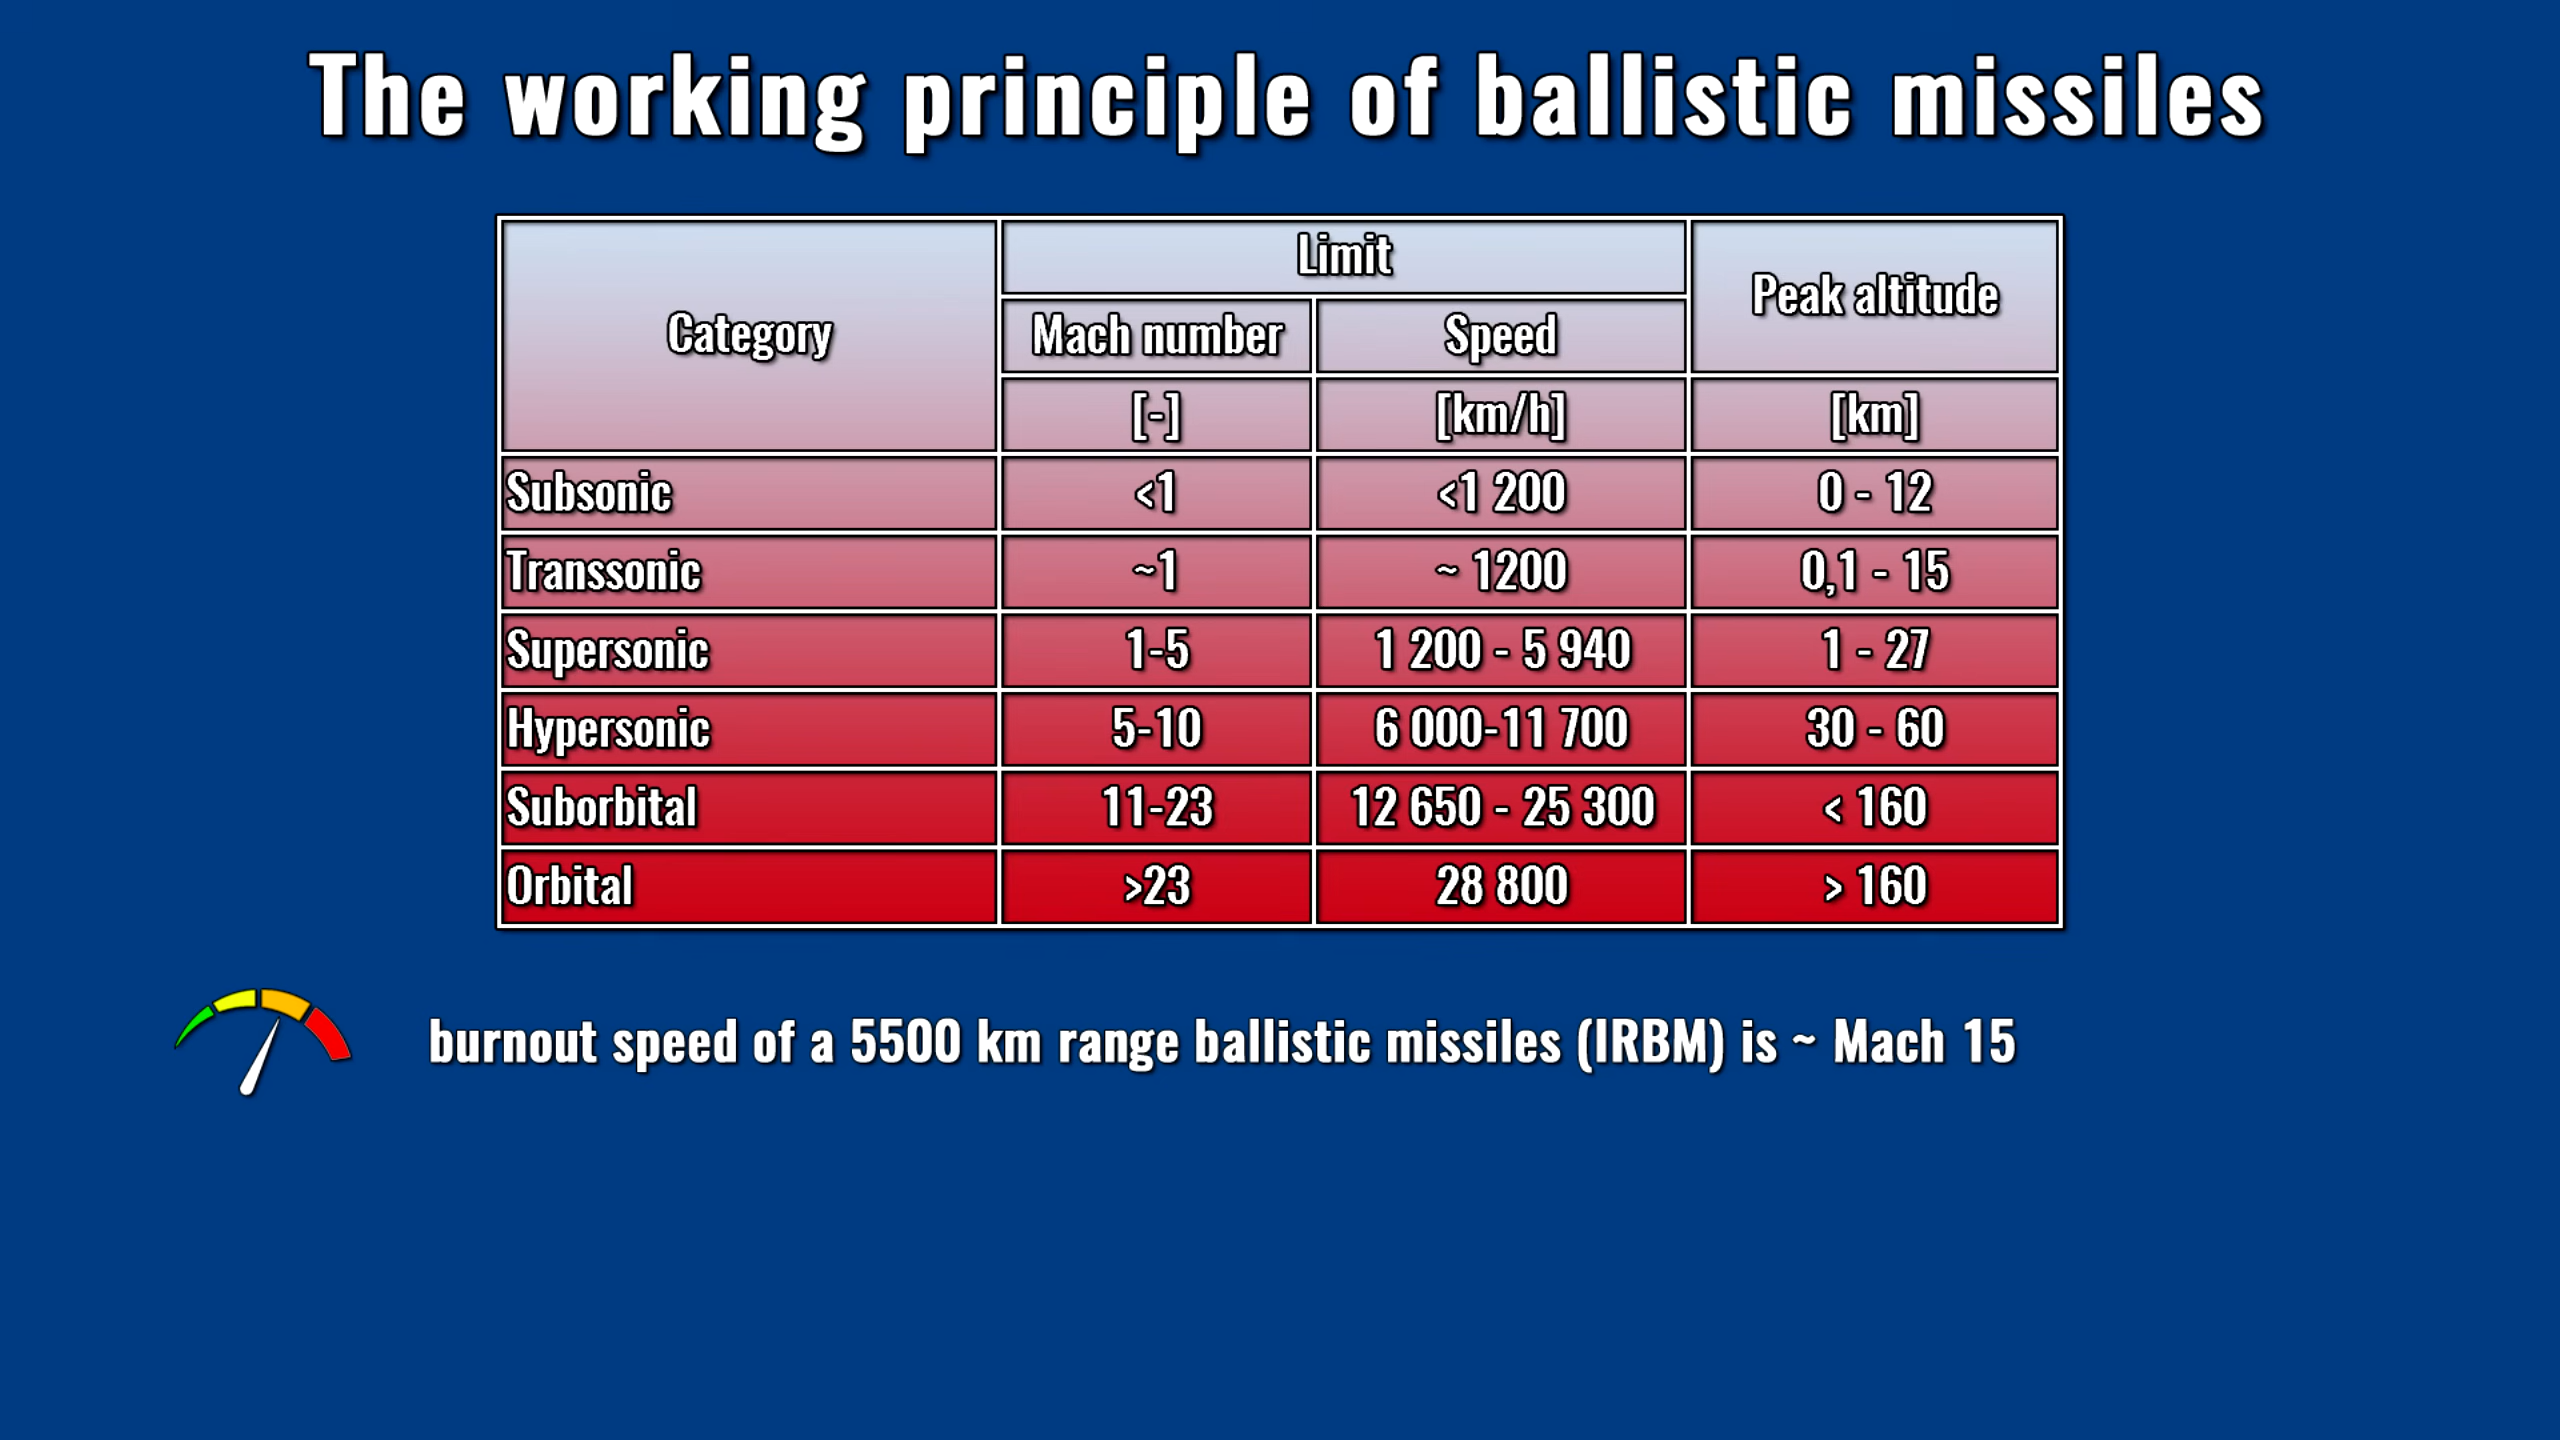 The working principle of ballistic missiles
Category Limit Peak altitude
Mach number Speed
[-] [km/h] [km]
Subsonic <1 <1 200 0 - 12
Transsonic ~1 ~ 1200 0,1 - 15
Supersonic 1-5 1 200 - 5 940 1 - 27
Hypersonic 5-10 6 000-11 700 30 - 60
Suborbital 11-23 12 650 - 25 300 < 160
Orbital >23 28 800 > 160
burnout speed of a 5500 km range ballistic missiles (IRBM) is ~ Mach 15